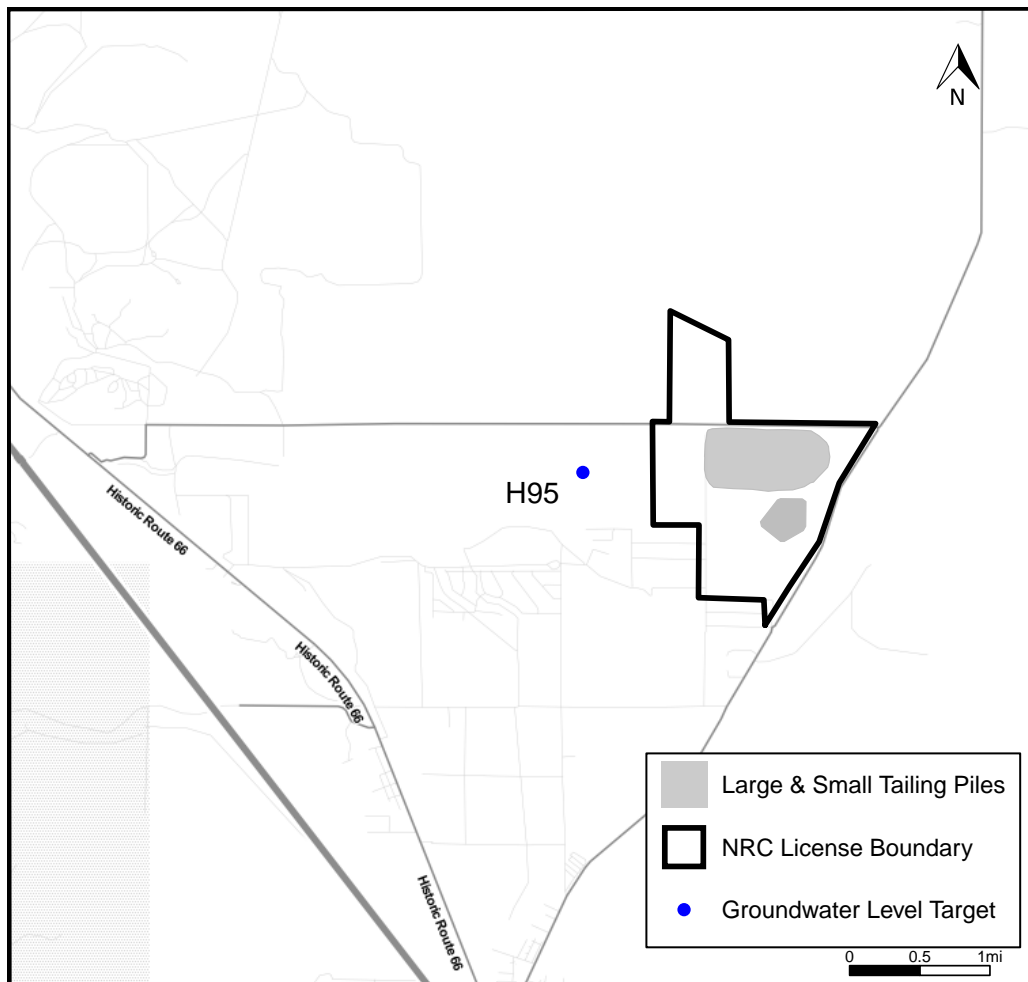 N
H95
Historic Route 66
Historic Route 66
Historic Route 66
Large & Small Tailing Piles
NRC License Boundary
Groundwater Level Target
0 0.5 1mi